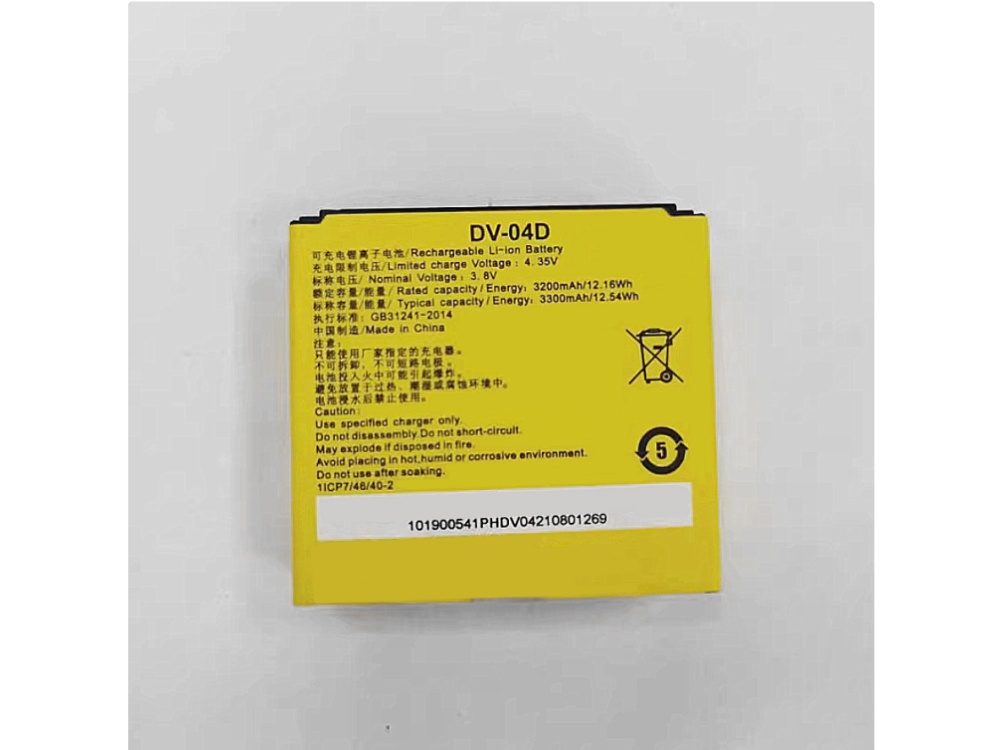 DV-04D
可充电锂离子电池/Rechargeable Li-ion Battery
充电限制电压/Limited charge Voltage: 4.35V
标称电压/ Nominal Voltage: 3.8V
额定容量/能量/ Rated capacity/Energy: 3200mAh/12.16Wh
标称容量/能量/ Typical capacity/Energy: 3300mAh/12.54Wh
执行标准: GB31241-2014
中国制造/Made in China
注意:
只能使用厂家指定的充电器。
不可拆卸,不可短路电极。
电池投入火中可能引起爆炸。
避免放置于过热、潮湿或腐蚀环境中。
电池浸水后禁止使用。
Caution:
Use specified charger only.
Do not disassembly.Do not short-circuit.
May explode if disposed in fire.
Avoid placing in hot,humid or corrosive environment.
Do not use after soaking.
1ICP7/46/40-2
5
101900541PHDV04210801269